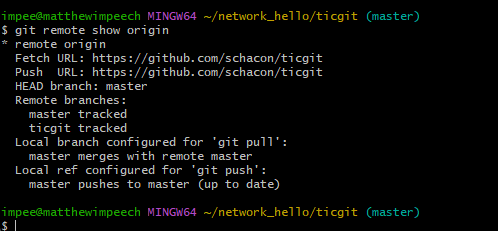 impee@matthewimpeech MINGW64 ~/network_hello/ticgit (master)
$ git remote show origin
* remote origin
  Fetch URL: https://github.com/schacon/ticgit
  Push  URL: https://github.com/schacon/ticgit
  HEAD branch: master
  Remote branches:
    master tracked
    ticgit tracked
  Local branch configured for 'git pull':
    master merges with remote master
  Local ref configured for 'git push':
    master pushes to master (up to date)
impee@matthewimpeech MINGW64 ~/network_hello/ticgit (master)
$